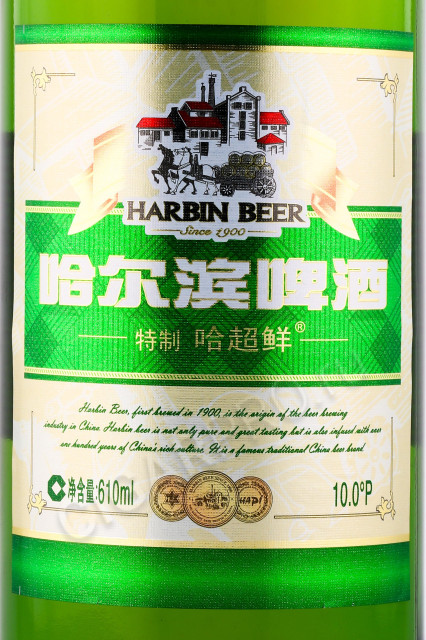 HARBIN BEER
Since 1900
哈尔滨啤酒
特制 哈超鲜®
Harbin Beer, first brewed in 1900, is the origin of the beer brewing
industry in China. Harbin beer is not only pure and great tasting but is also infused with over
one hundred years of China's rich culture. It is a famous traditional China beer brand
净含量:610ml
10.0°P